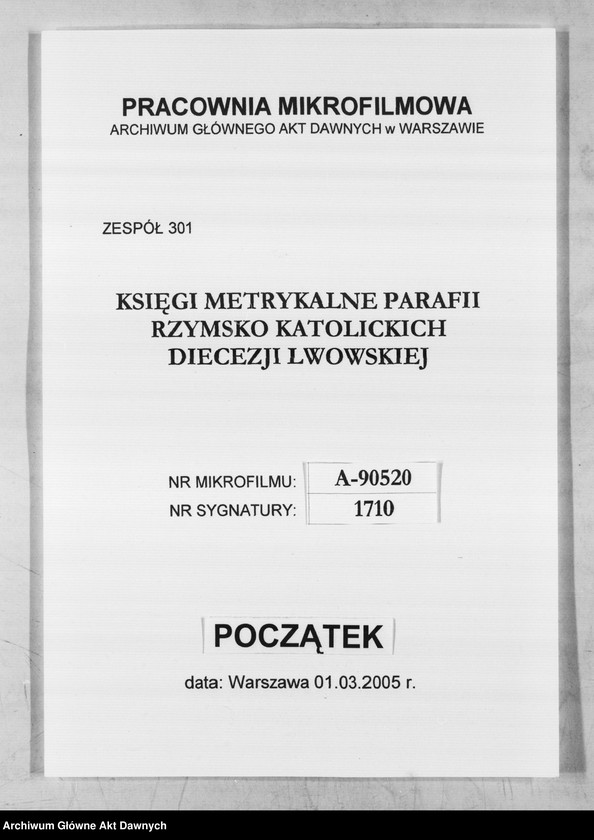 PRACOWNIA MIKROFILMOWA
ARCHIWUM GŁÓWNEGO AKT DAWNYCH w WARSZAWIE
ZESPÓŁ 301
KSIĘGI METRYKALNE PARAFII
RZYMSKO KATOLICKICH
DIECEZJI LWOWSKIEJ
NR MIKROFILMU: A-90520
NR SYGNATURY: 1710
POCZĄTEK
data: Warszawa 01.03.2005 r.
Archiwum Główne Akt Dawnych